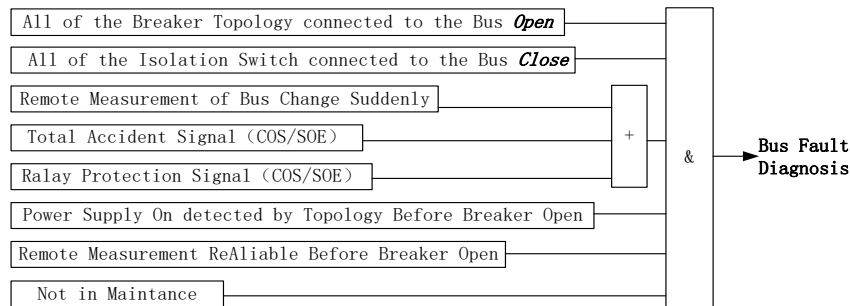 All of the Breaker Topology connected to the Bus Open
All of the Isolation Switch connected to the Bus Close
Remote Measurement of Bus Change Suddenly
Total Accident Signal（COS/SOE）
Ralay Protection Signal（COS/SOE）
Power Supply On detected by Topology Before Breaker Open
Remote Measurement ReAliable Before Breaker Open
Not in Maintance
+
&
Bus Fault
Diagnosis